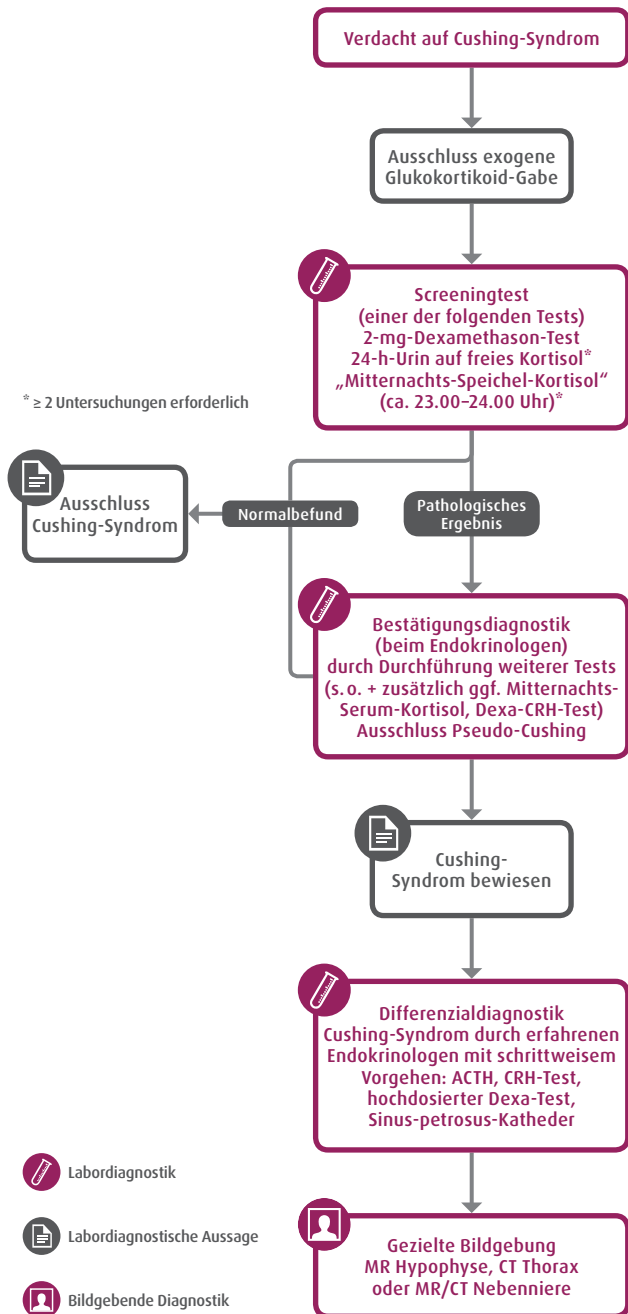 Verdacht auf Cushing-Syndrom
Ausschluss exogene
Glukokortikoid-Gabe
Screeningtest
(einer der folgenden Tests)
2-mg-Dexamethason-Test
24-h-Urin auf freies Kortisol*
„Mitternachts-Speichel-Kortisol“
(ca. 23.00–24.00 Uhr)*
* ≥ 2 Untersuchungen erforderlich
Ausschluss
Cushing-Syndrom
Normalbefund
Pathologisches
Ergebnis
Bestätigungsdiagnostik
(beim Endokrinologen)
durch Durchführung weiterer Tests
(s. o. + zusätzlich ggf. Mitternachts-
Serum-Kortisol, Dexa-CRH-Test)
Ausschluss Pseudo-Cushing
Cushing-
Syndrom bewiesen
Differenzialdiagnostik
Cushing-Syndrom durch erfahrenen
Endokrinologen mit schrittweisem
Vorgehen: ACTH, CRH-Test,
hochdosierter Dexa-Test,
Sinus-petrosus-Katheder
Gezielte Bildgebung
MR Hypophyse, CT Thorax
oder MR/CT Nebenniere
Labordiagnostik
Labordiagnostische Aussage
Bildgebende Diagnostik